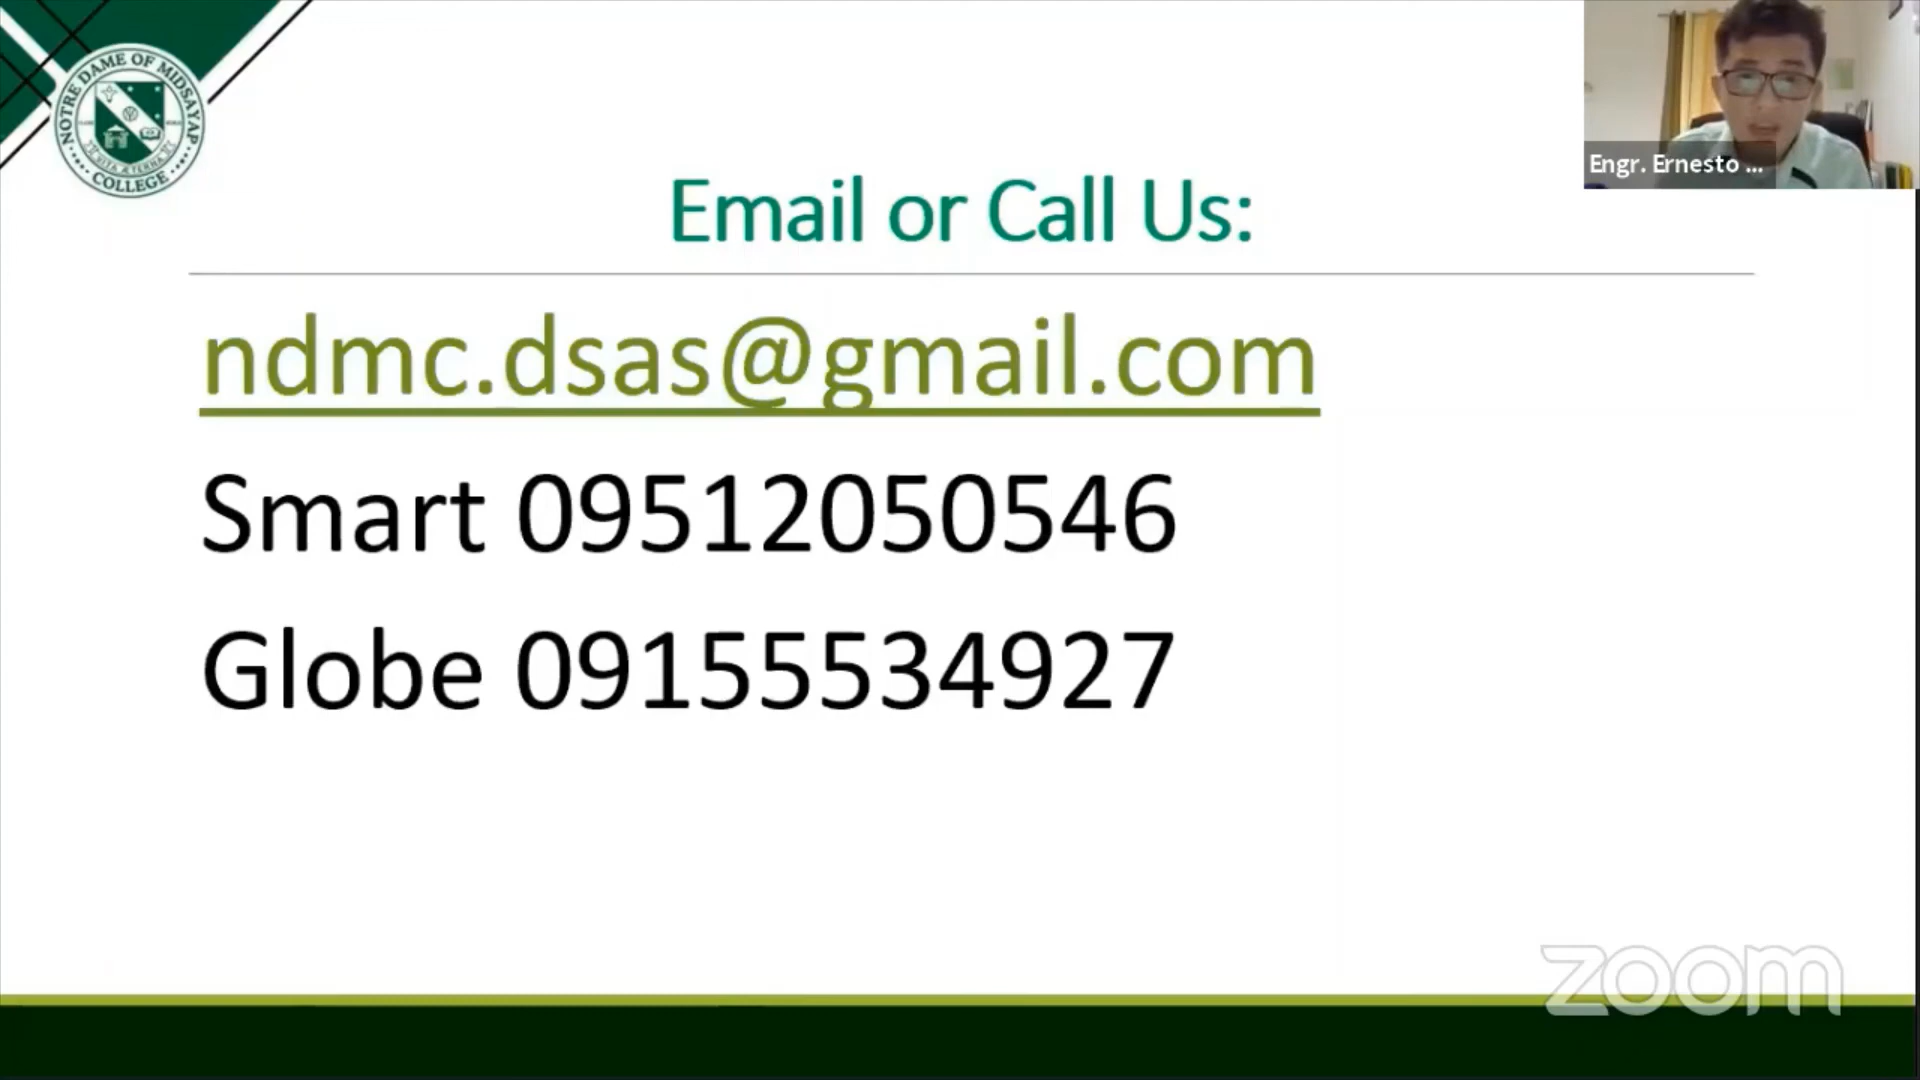 NOTRE DAME OF MIDSAYAP
COLLEGE
Engr. Ernesto ...
Email or Call Us:
ndmc.dsas@gmail.com
Smart 09512050546
Globe 09155534927
zoom